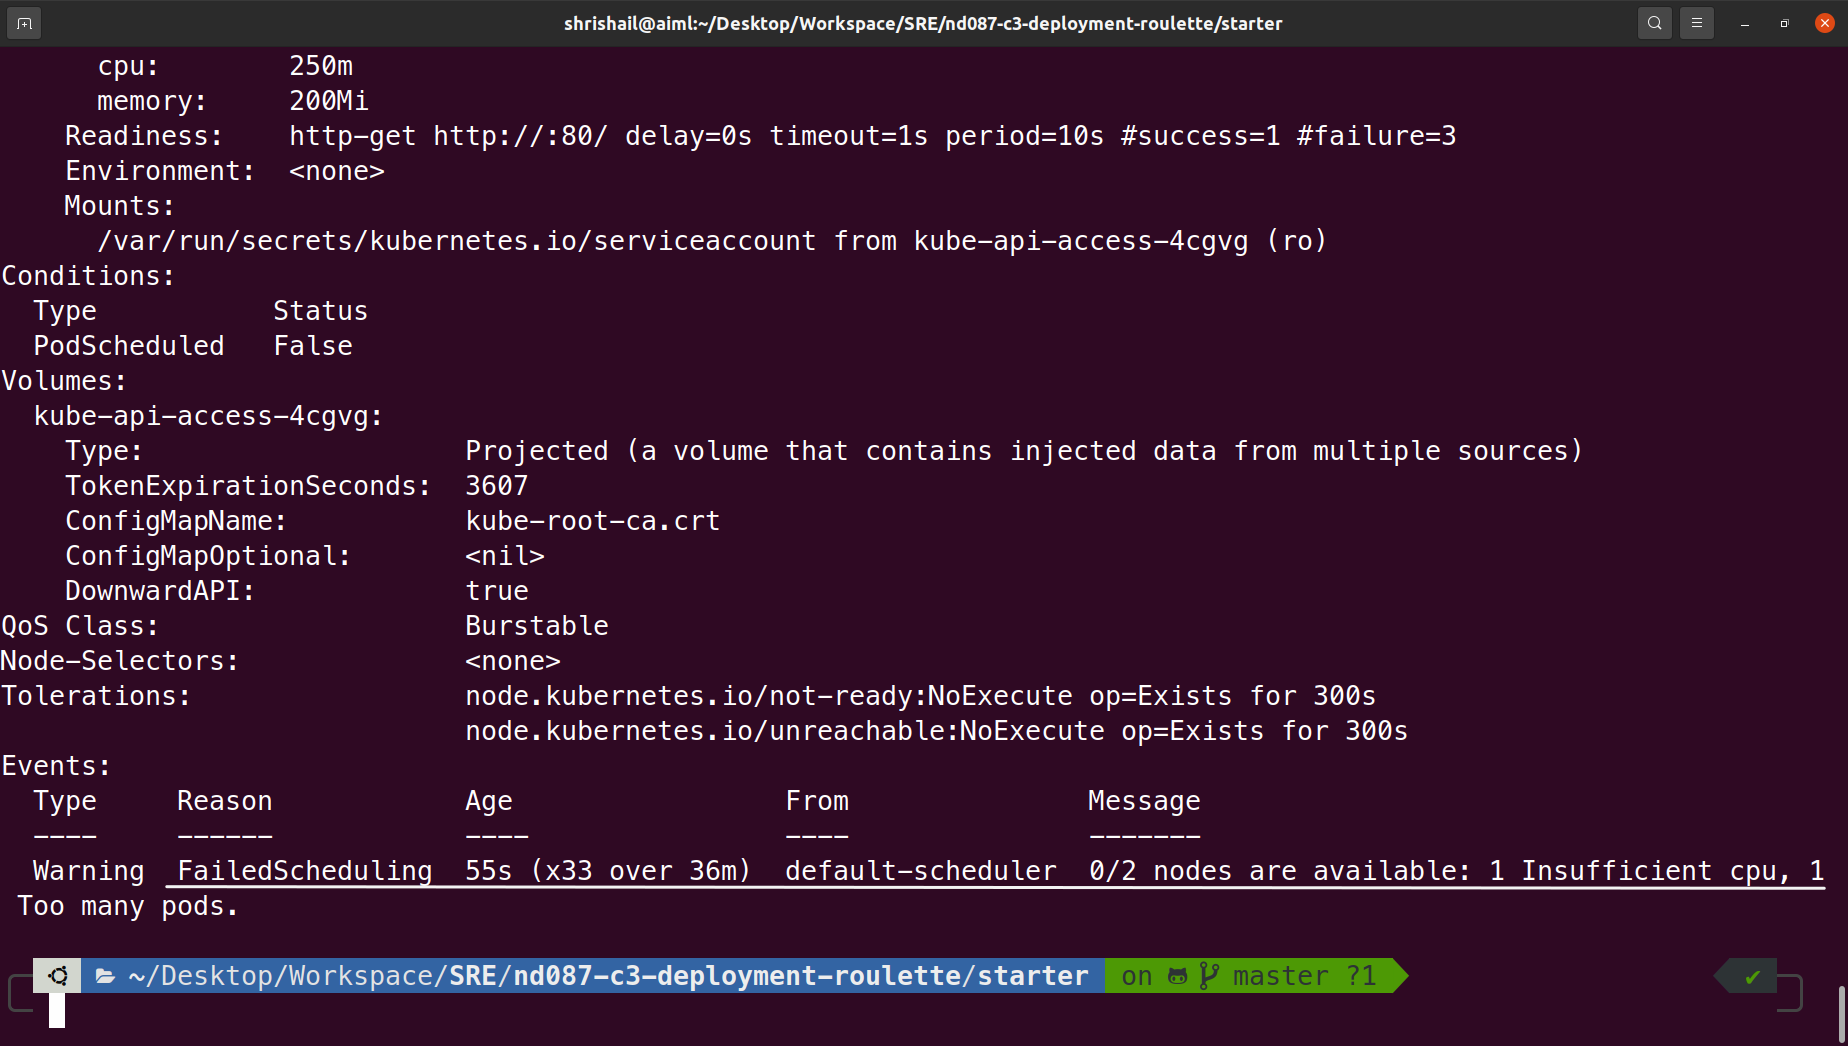 shrishail@aiml:~/Desktop/Workspace/SRE/nd087-c3-deployment-roulette/starter
cpu: 250m
memory: 200Mi
Readiness: http-get http://:80/ delay=0s timeout=1s period=10s #success=1 #failure=3
Environment: <none>
Mounts:
/var/run/secrets/kubernetes.io/serviceaccount from kube-api-access-4cgvg (ro)
Conditions:
Type Status
PodScheduled False
Volumes:
kube-api-access-4cgvg:
Type: Projected (a volume that contains injected data from multiple sources)
TokenExpirationSeconds: 3607
ConfigMapName: kube-root-ca.crt
ConfigMapOptional: <nil>
DownwardAPI: true
QoS Class: Burstable
Node-Selectors: <none>
Tolerations: node.kubernetes.io/not-ready:NoExecute op=Exists for 300s
node.kubernetes.io/unreachable:NoExecute op=Exists for 300s
Events:
Type Reason Age From Message
---- ------ ---- ---- -------
Warning FailedScheduling 55s (x33 over 36m) default-scheduler 0/2 nodes are available: 1 Insufficient cpu, 1
Too many pods.
~/Desktop/Workspace/SRE/nd087-c3-deployment-roulette/starter on master ?1 ✔